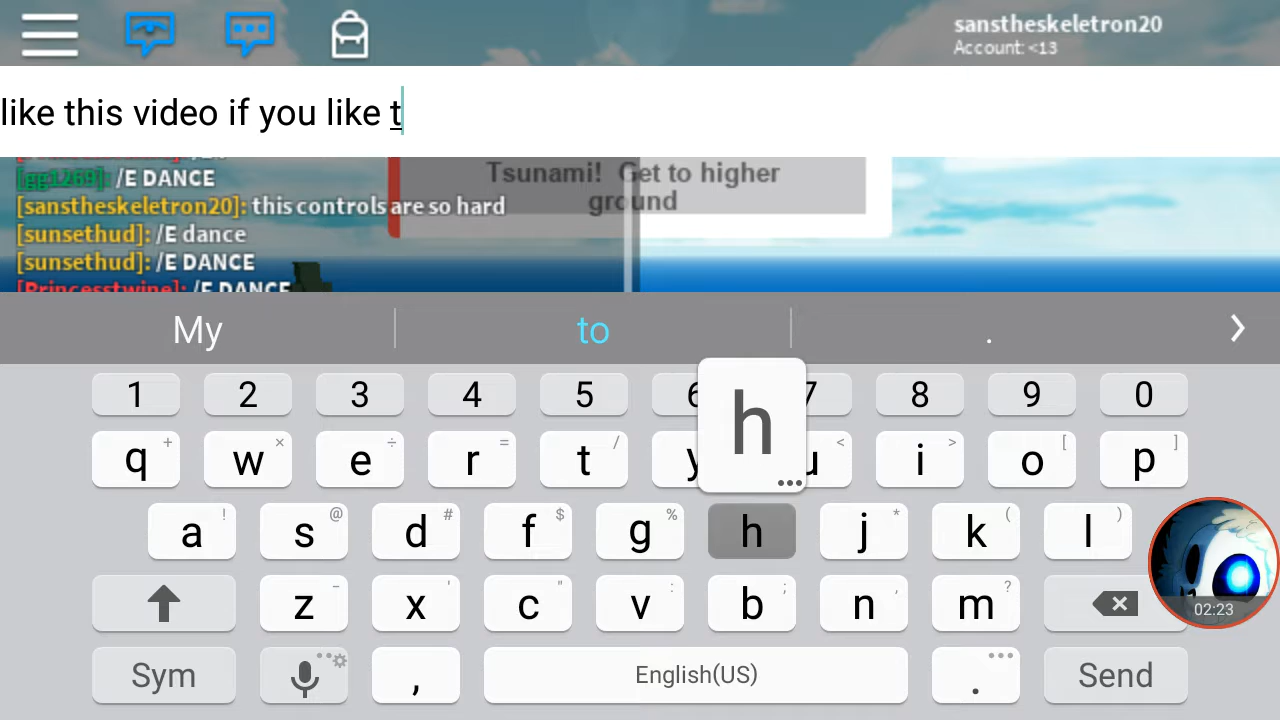 sanstheskeletron20
Account: <13
like this video if you like t
Tsunami! Get to higher
ground
[gg1269]: /E DANCE
[sanstheskeletron20]: this controls are so hard
[sunsethud]: /E dance
[sunsethud]: /E DANCE
[Princesstwine]: /E DANCE
My to .
1 2 3 4 5 6 7 8 9 0
h
q + w × e ÷ r = t / y u < i > o [ p ]
a ! s @ d # f $ g % h j * k ( l )
z - x ' c " v : b ; n , m ?
02:23
Sym , English(US) . Send